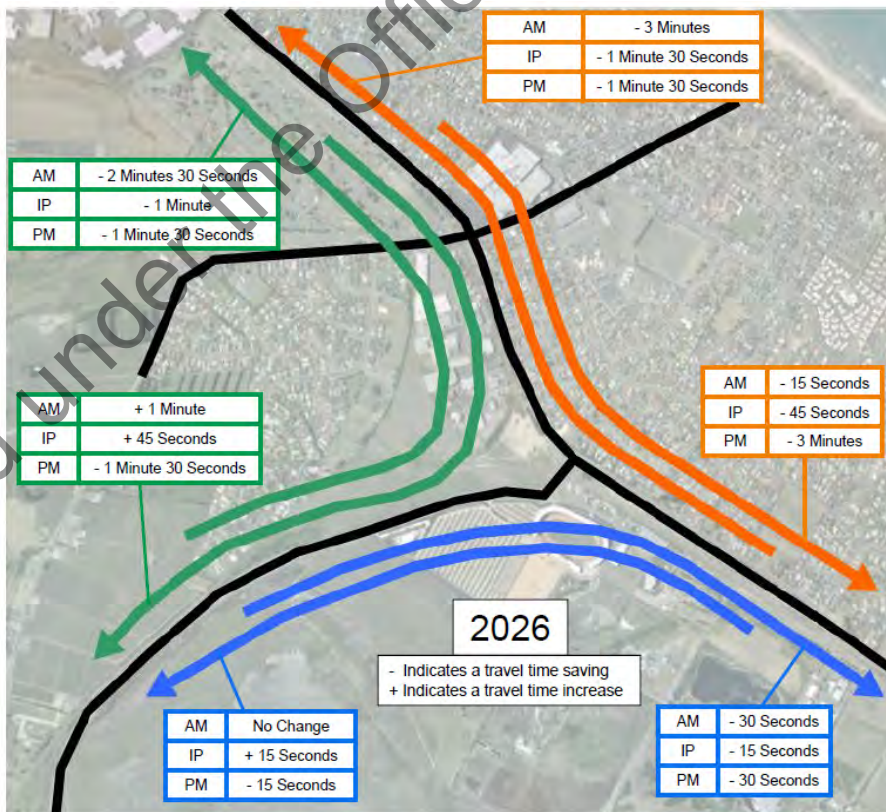 AM - 3 Minutes
IP - 1 Minute 30 Seconds
PM - 1 Minute 30 Seconds
AM - 2 Minutes 30 Seconds
IP - 1 Minute
PM - 1 Minute 30 Seconds
AM + 1 Minute
IP + 45 Seconds
PM - 1 Minute 30 Seconds
AM - 15 Seconds
IP - 45 Seconds
PM - 3 Minutes
2026
- Indicates a travel time saving
+ Indicates a travel time increase
AM No Change
IP + 15 Seconds
PM - 15 Seconds
AM - 30 Seconds
IP - 15 Seconds
PM - 30 Seconds
under the Offic